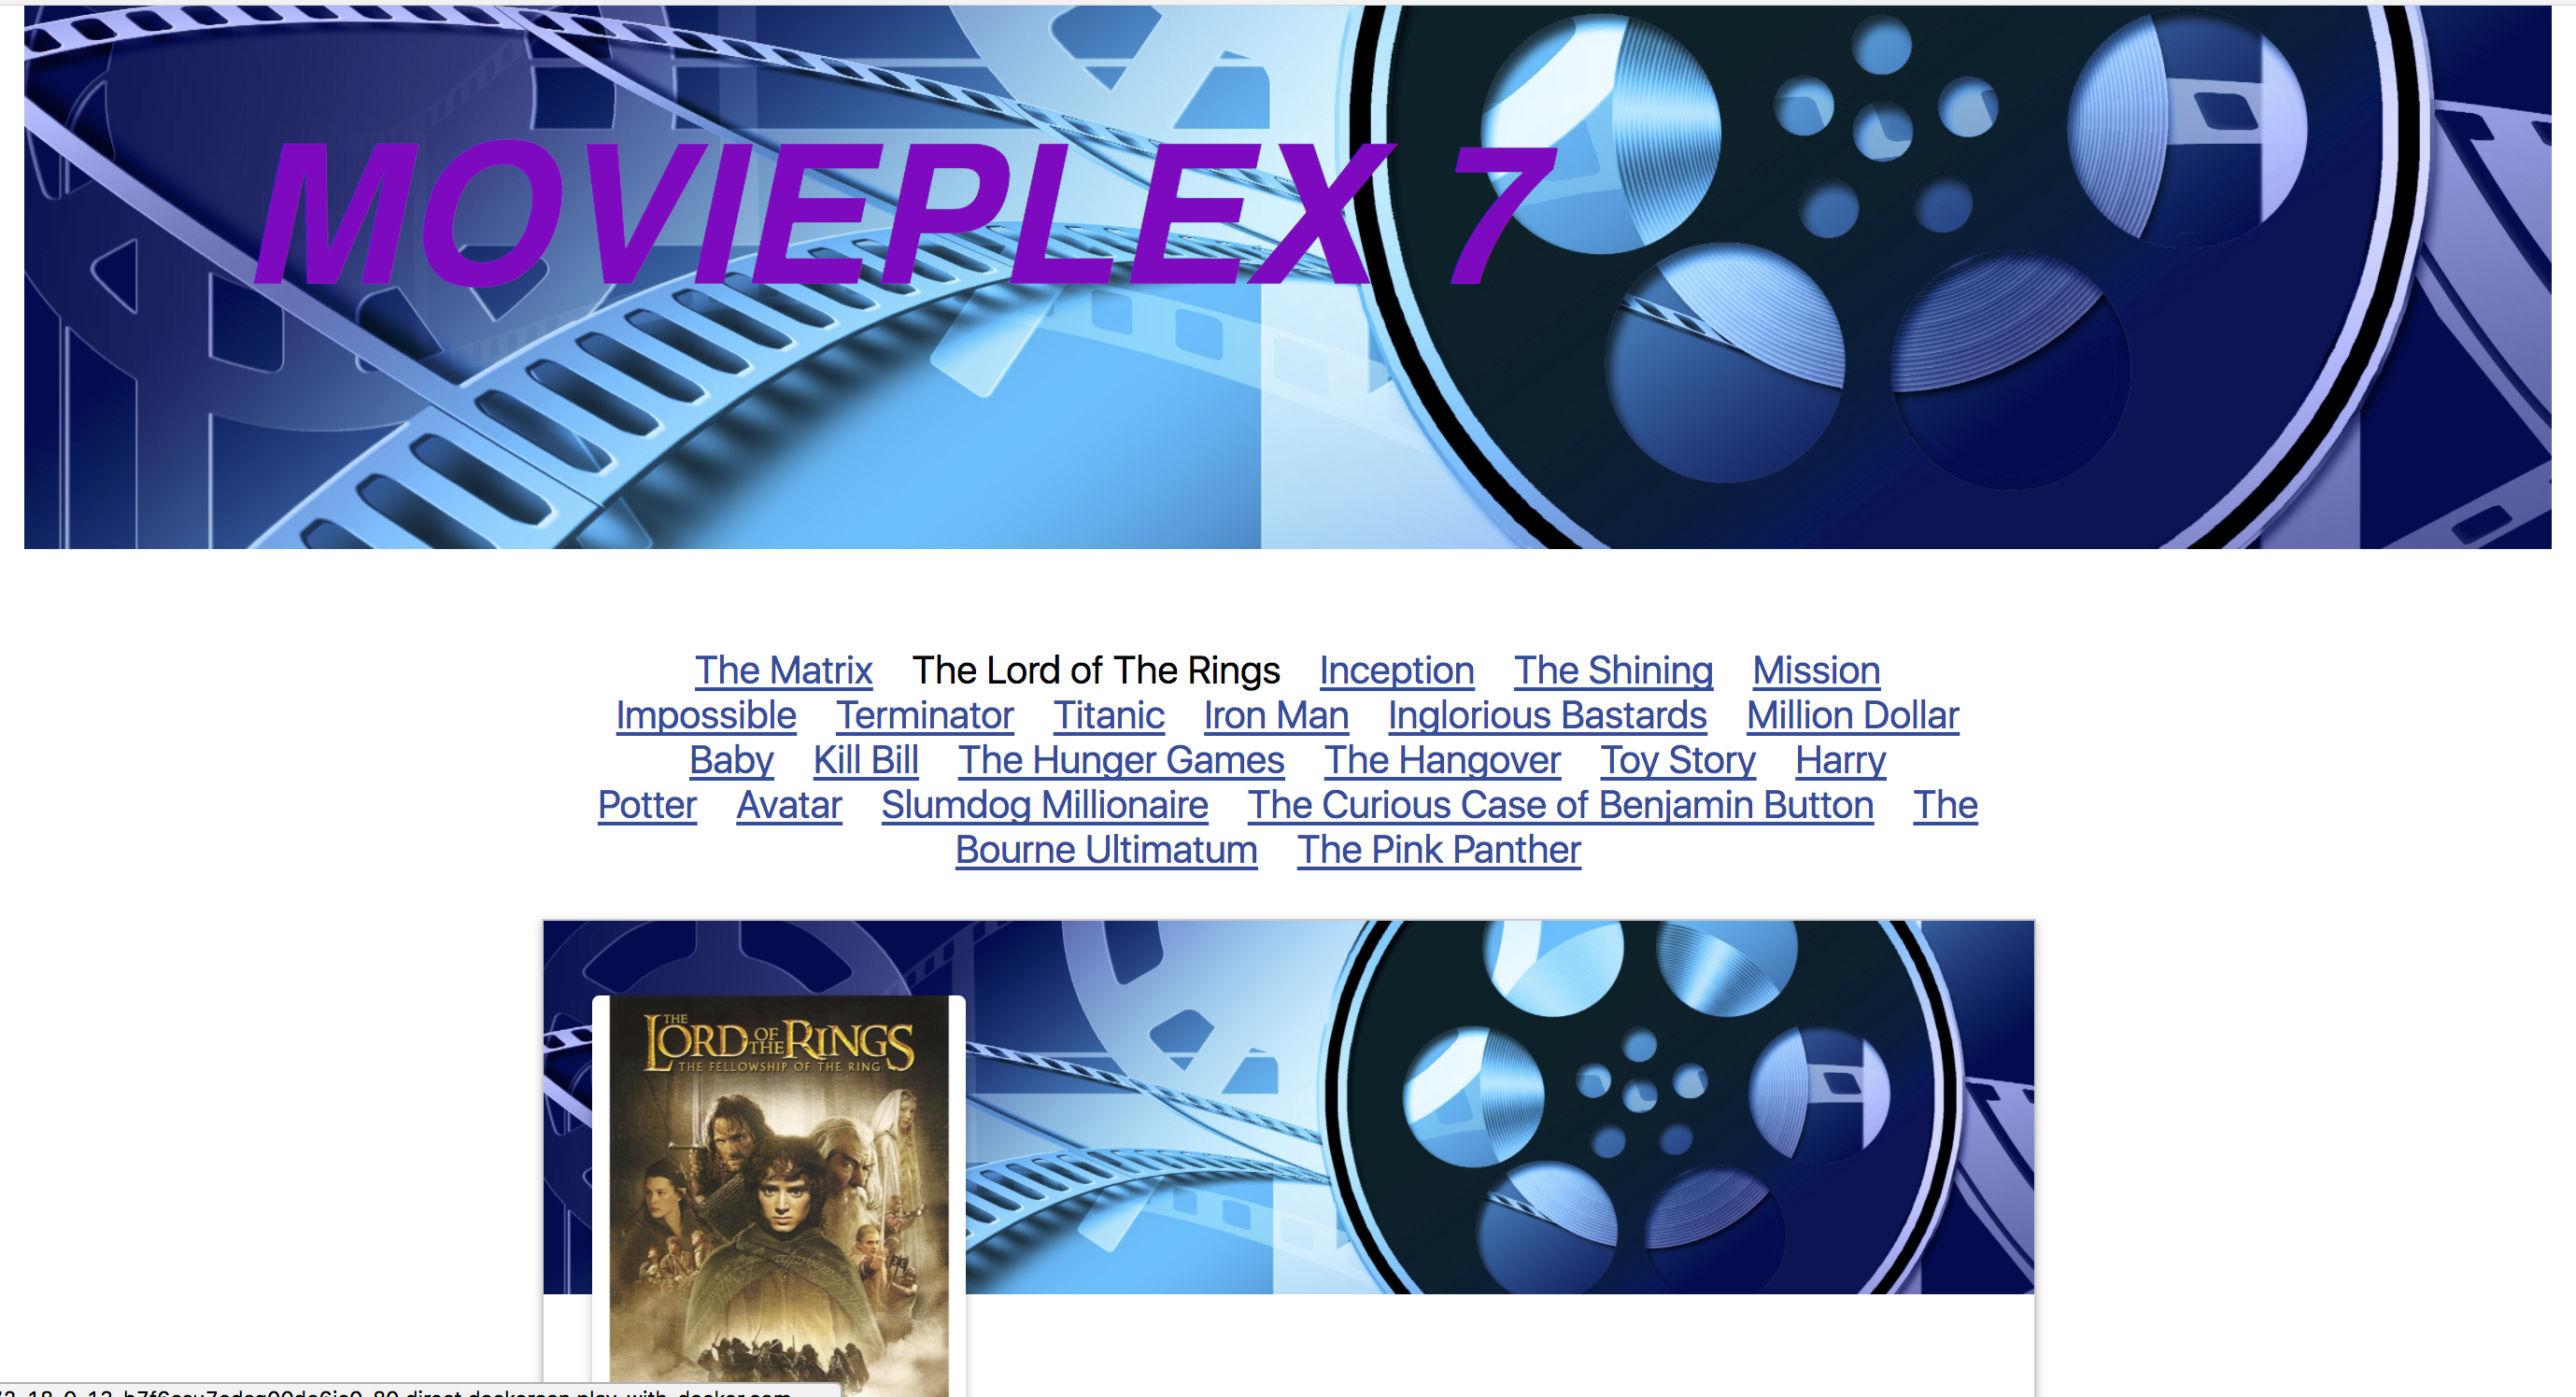 MOVIEPLEX 7
The Matrix The Lord of The Rings Inception The Shining Mission
Impossible Terminator Titanic Iron Man Inglorious Bastards Million Dollar
Baby Kill Bill The Hunger Games The Hangover Toy Story Harry
Potter Avatar Slumdog Millionaire The Curious Case of Benjamin Button The
Bourne Ultimatum The Pink Panther
THE LORD OF THE RINGS
THE FELLOWSHIP OF THE RING